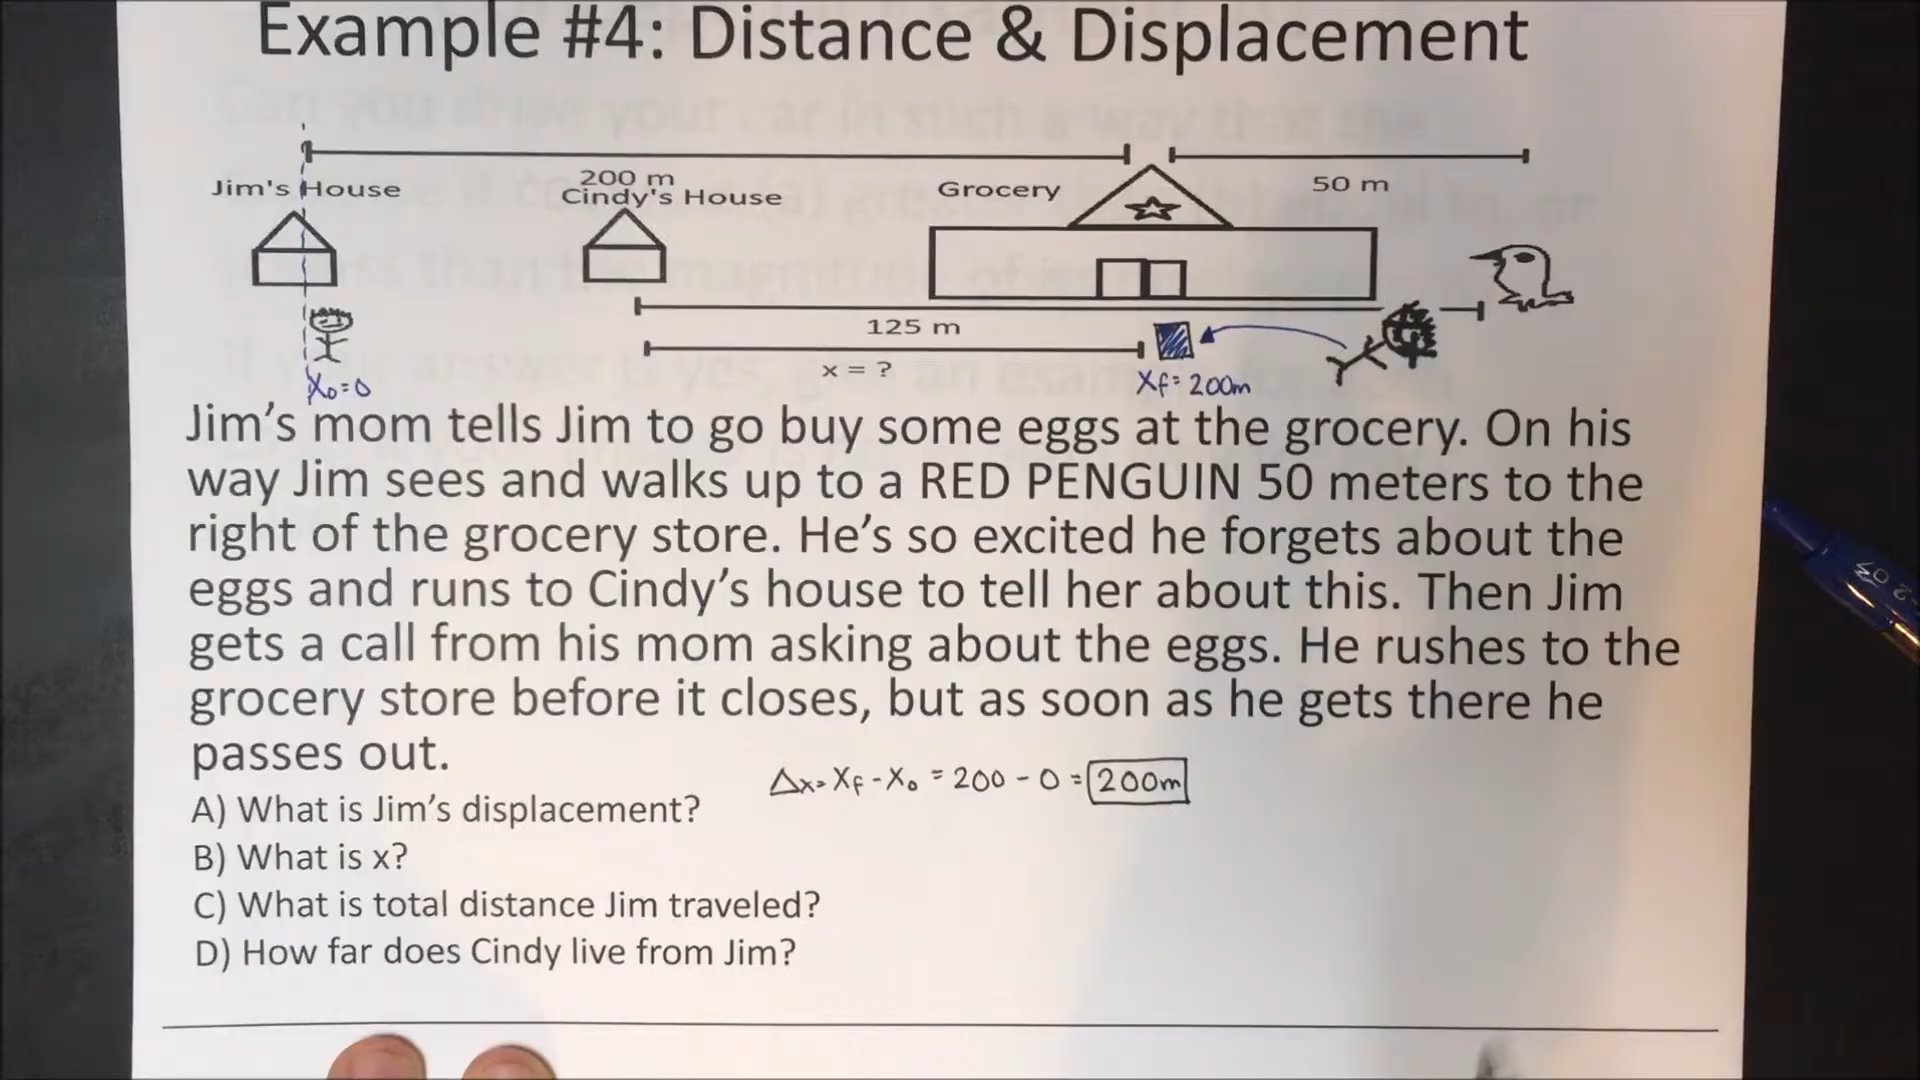 Example #4: Distance & Displacement
200 m
Jim's House
Cindy's House
Grocery
50 m
125 m
x = ?
X₀=0
Xf= 200m
Jim’s mom tells Jim to go buy some eggs at the grocery. On his
way Jim sees and walks up to a RED PENGUIN 50 meters to the
right of the grocery store. He’s so excited he forgets about the
eggs and runs to Cindy’s house to tell her about this. Then Jim
gets a call from his mom asking about the eggs. He rushes to the
grocery store before it closes, but as soon as he gets there he
passes out.
Δx= Xf - X₀ = 200 - 0 = 200m
A) What is Jim’s displacement?
B) What is x?
C) What is total distance Jim traveled?
D) How far does Cindy live from Jim?